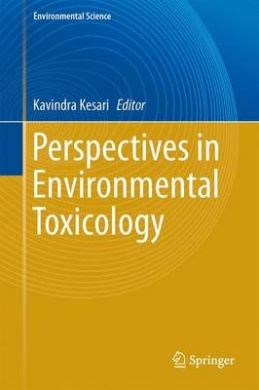 Environmental Science
Kavindra Kesari Editor
Perspectives in
Environmental
Toxicology
Springer